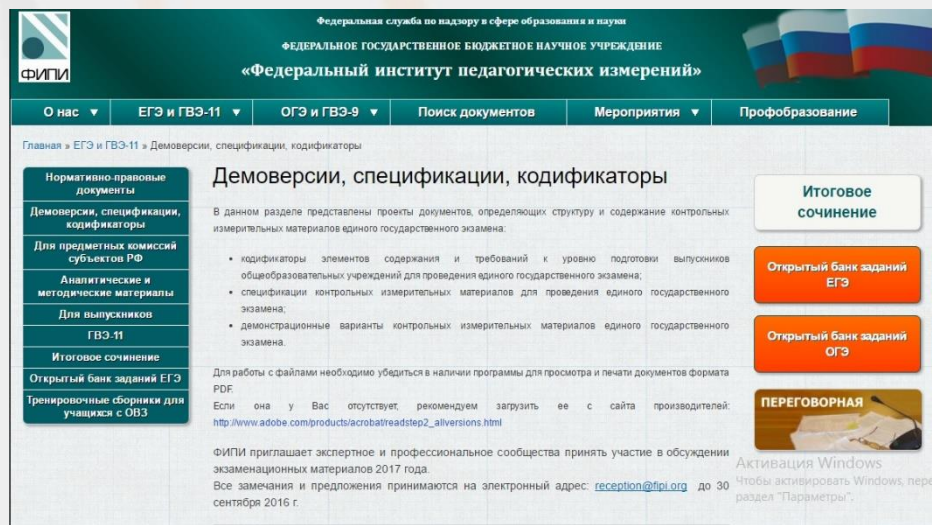 Федеральная служба по надзору в сфере образования и науки
ФЕДЕРАЛЬНОЕ ГОСУДАРСТВЕННОЕ БЮДЖЕТНОЕ НАУЧНОЕ УЧРЕЖДЕНИЕ
«Федеральный институт педагогических измерений»
ФИПИ
О нас ▼ ЕГЭ и ГВЭ-11 ▼ ОГЭ и ГВЭ-9 ▼ Поиск документов Мероприятия ▼ Профобразование
Главная » ЕГЭ и ГВЭ-11 » Демоверсии, спецификации, кодификаторы
Нормативно-правовые
документы
Демоверсии, спецификации,
кодификаторы
Для предметных комиссий
субъектов РФ
Аналитические и
методические материалы
Для выпускников
ГВЭ-11
Итоговое сочинение
Открытый банк заданий ЕГЭ
Тренировочные сборники для
учащихся с ОВЗ
Демоверсии, спецификации, кодификаторы
В данном разделе представлены проекты документов, определяющих структуру и содержание контрольных
измерительных материалов единого государственного экзамена:
• кодификаторы элементов содержания и требований к уровню подготовки выпускников
общеобразовательных учреждений для проведения единого государственного экзамена;
• спецификации контрольных измерительных материалов для проведения единого государственного
экзамена;
• демонстрационные варианты контрольных измерительных материалов единого государственного
экзамена.
Для работы с файлами необходимо убедиться в наличии программы для просмотра и печати документов формата
PDF.
Если она у Вас отсутствует, рекомендуем загрузить ее с сайта производителей:
http://www.adobe.com/products/acrobat/readstep2_allversions.html
ФИПИ приглашает экспертное и профессиональное сообщества принять участие в обсуждении
экзаменационных материалов 2017 года.
Все замечания и предложения принимаются на электронный адрес: reception@fipi.org до 30
сентября 2016 г.
Итоговое
сочинение
Открытый банк заданий
ЕГЭ
Открытый банк заданий
ОГЭ
ПЕРЕГОВОРНАЯ
Активация Windows
Чтобы активировать Windows, пере
раздел "Параметры".